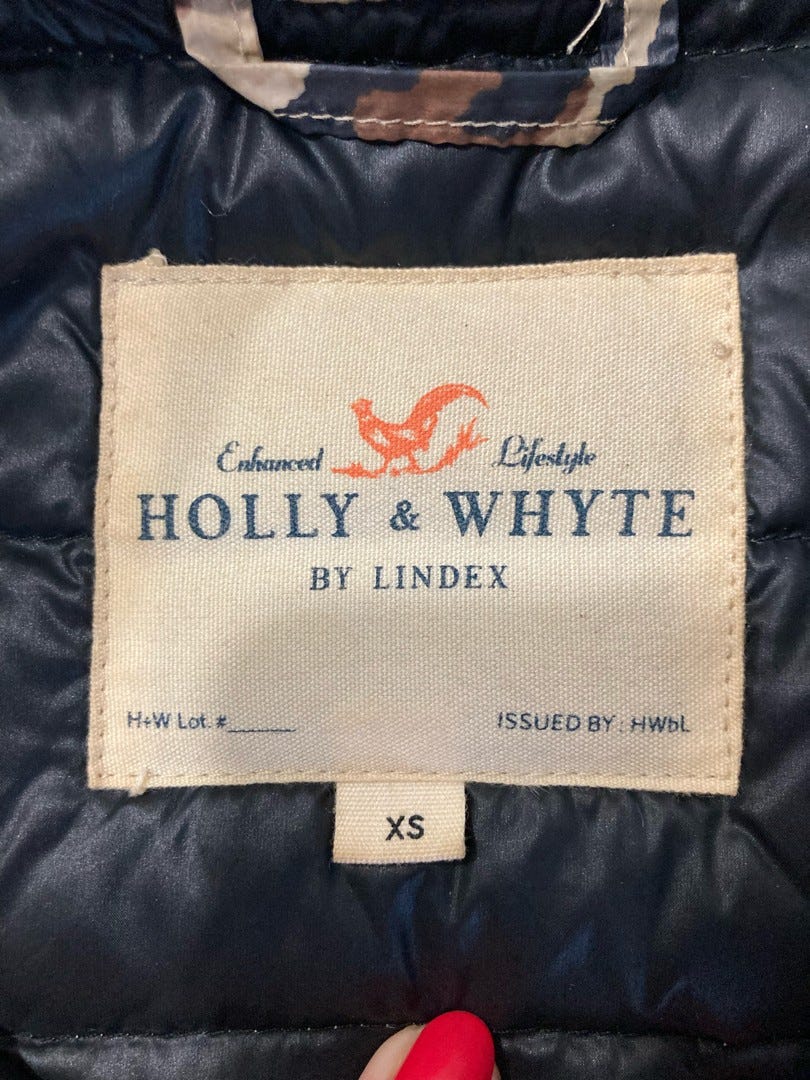 Enhanced Lifestyle
HOLLY & WHYTE
BY LINDEX
H+W Lot. #______ ISSUED BY: HWbL
XS